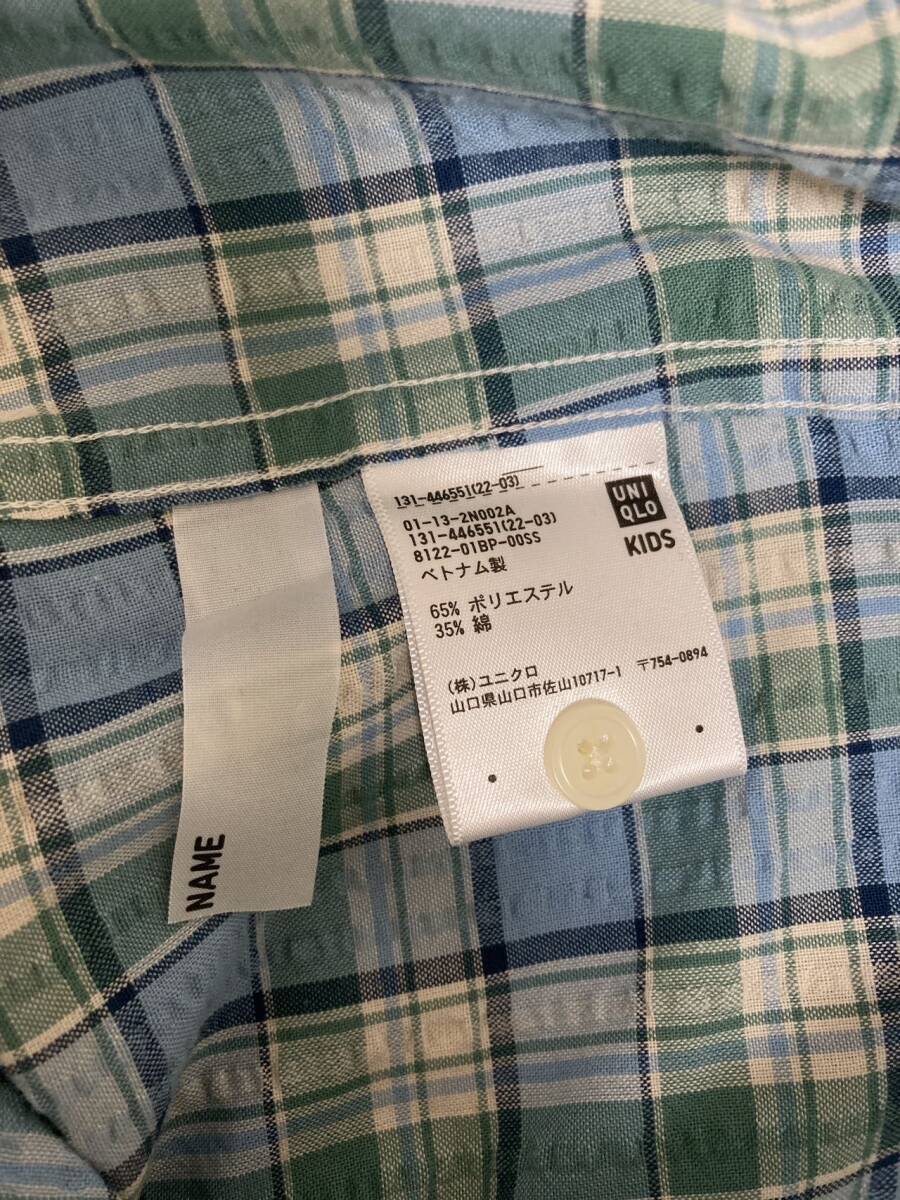 131-446551(22-03)
01-13-2N002A
131-446551(22-03)
8122-01BP-00SS
ベトナム製
65% ポリエステル
35% 綿
(株)ユニクロ 〒754-0894
山口県山口市佐山10717-1
UNI
QLO
KIDS
NAME